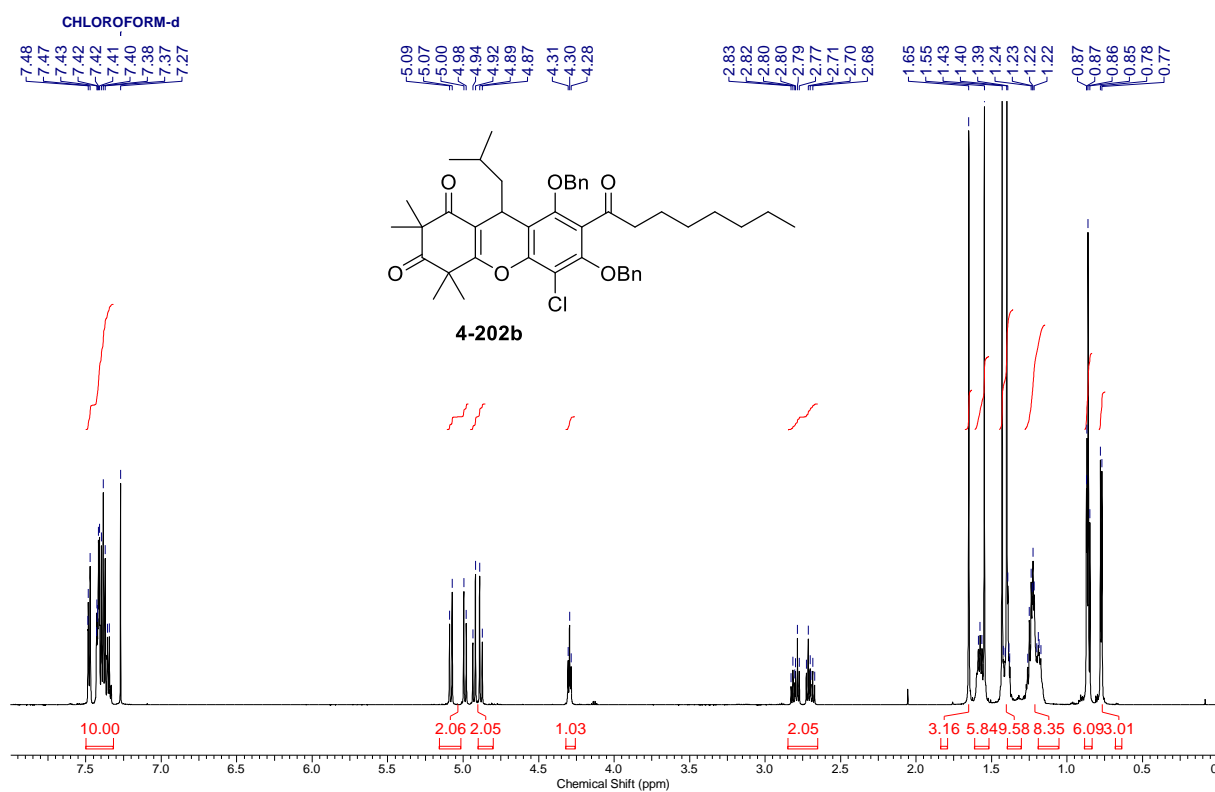 CHLOROFORM-d
7.48 7.47 7.43 7.42 7.42 7.41 7.40 7.38 7.37 7.27 5.09 5.07 5.00 4.98 4.94 4.92 4.89 4.87 4.31 4.30 4.28 2.83 2.82 2.80 2.80 2.79 2.77 2.71 2.70 2.68 1.65 1.55 1.43 1.40 1.39 1.24 1.23 1.22 1.22 0.87 0.87 0.86 0.85 0.78 0.77
O OBn O
O O OBn
Cl
4-202b
10.00 2.06 2.05 1.03 2.05 3.16 5.84 9.58 8.35 6.09 3.01
7.5 7.0 6.5 6.0 5.5 5.0 4.5 4.0 3.5 3.0 2.5 2.0 1.5 1.0 0.5 0
Chemical Shift (ppm)